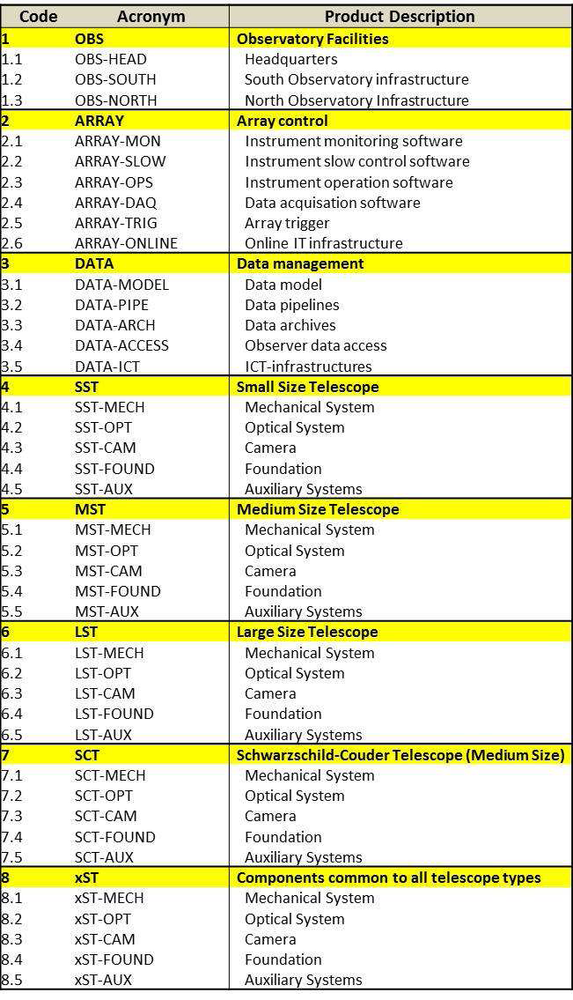 Code Acronym Product Description
1 OBS Observatory Facilities
1.1 OBS-HEAD Headquarters
1.2 OBS-SOUTH South Observatory infrastructure
1.3 OBS-NORTH North Observatory Infrastructure
2 ARRAY Array control
2.1 ARRAY-MON Instrument monitoring software
2.2 ARRAY-SLOW Instrument slow control software
2.3 ARRAY-OPS Instrument operation software
2.4 ARRAY-DAQ Data acquisation software
2.5 ARRAY-TRIG Array trigger
2.6 ARRAY-ONLINE Online IT infrastructure
3 DATA Data management
3.1 DATA-MODEL Data model
3.2 DATA-PIPE Data pipelines
3.3 DATA-ARCH Data archives
3.4 DATA-ACCESS Observer data access
3.5 DATA-ICT ICT-infrastructures
4 SST Small Size Telescope
4.1 SST-MECH Mechanical System
4.2 SST-OPT Optical System
4.3 SST-CAM Camera
4.4 SST-FOUND Foundation
4.5 SST-AUX Auxiliary Systems
5 MST Medium Size Telescope
5.1 MST-MECH Mechanical System
5.2 MST-OPT Optical System
5.3 MST-CAM Camera
5.4 MST-FOUND Foundation
5.5 MST-AUX Auxiliary Systems
6 LST Large Size Telescope
6.1 LST-MECH Mechanical System
6.2 LST-OPT Optical System
6.3 LST-CAM Camera
6.4 LST-FOUND Foundation
6.5 LST-AUX Auxiliary Systems
7 SCT Schwarzschild-Couder Telescope (Medium Size)
7.1 SCT-MECH Mechanical System
7.2 SCT-OPT Optical System
7.3 SCT-CAM Camera
7.4 SCT-FOUND Foundation
7.5 SCT-AUX Auxiliary Systems
8 xST Components common to all telescope types
8.1 xST-MECH Mechanical System
8.2 xST-OPT Optical System
8.3 xST-CAM Camera
8.4 xST-FOUND Foundation
8.5 xST-AUX Auxiliary Systems